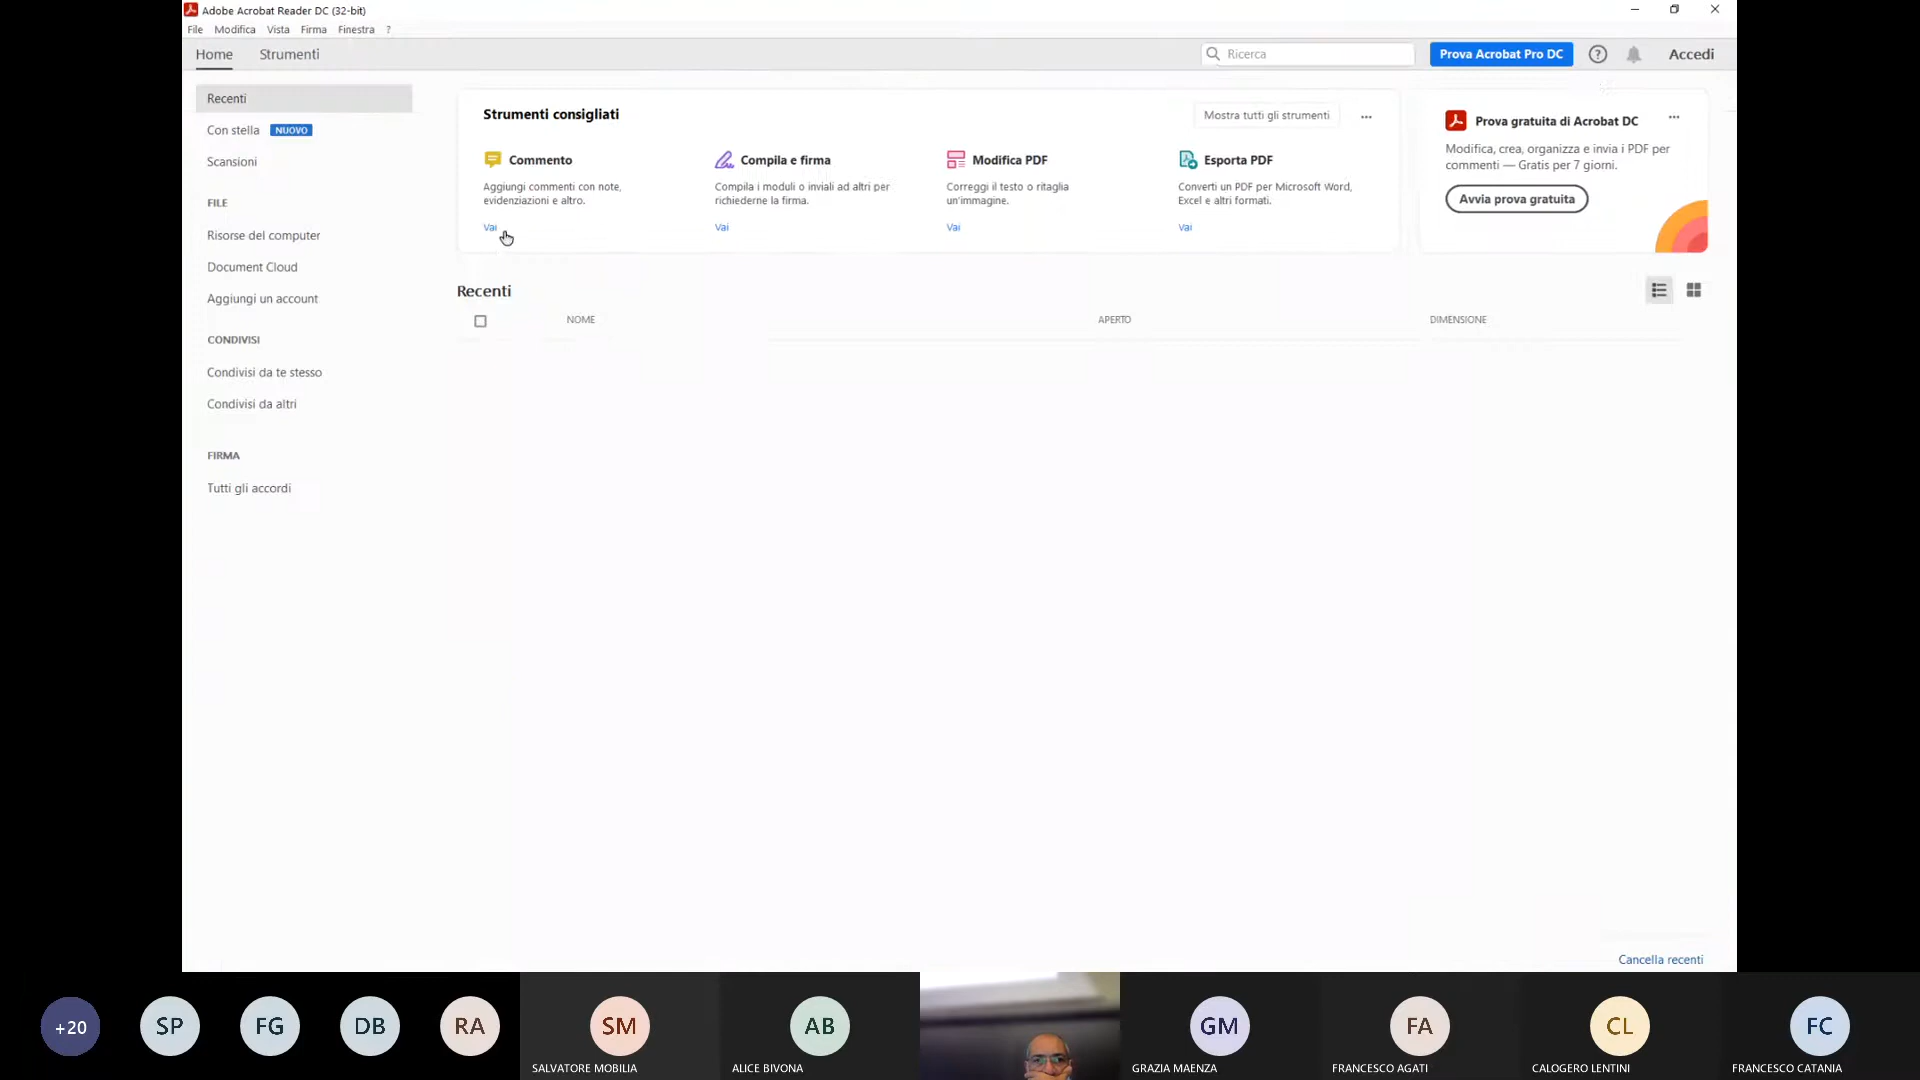 Adobe Acrobat Reader DC (32-bit)
File Modifica Vista Firma Finestra ?
Home Strumenti
Ricerca
Prova Acrobat Pro DC
Accedi
Recenti
Con stella NUOVO
Scansioni
FILE
Risorse del computer
Document Cloud
Aggiungi un account
CONDIVISI
Condivisi da te stesso
Condivisi da altri
FIRMA
Tutti gli accordi
Strumenti consigliati
Mostra tutti gli strumenti
Commento
Aggiungi commenti con note,
evidenziazioni e altro.
Vai
Compila e firma
Compila i moduli o inviali ad altri per
richiederne la firma.
Vai
Modifica PDF
Correggi il testo o ritaglia
un'immagine.
Vai
Esporta PDF
Converti un PDF per Microsoft Word,
Excel e altri formati.
Vai
Prova gratuita di Acrobat DC
Modifica, crea, organizza e invia i PDF per
commenti — Gratis per 7 giorni.
Avvia prova gratuita
Recenti
NOME APERTO DIMENSIONE
Cancella recenti
+20 SP FG DB RA SM AB GM FA CL FC
SALVATORE MOBILIA ALICE BIVONA GRAZIA MAENZA FRANCESCO AGATI CALOGERO LENTINI FRANCESCO CATANIA